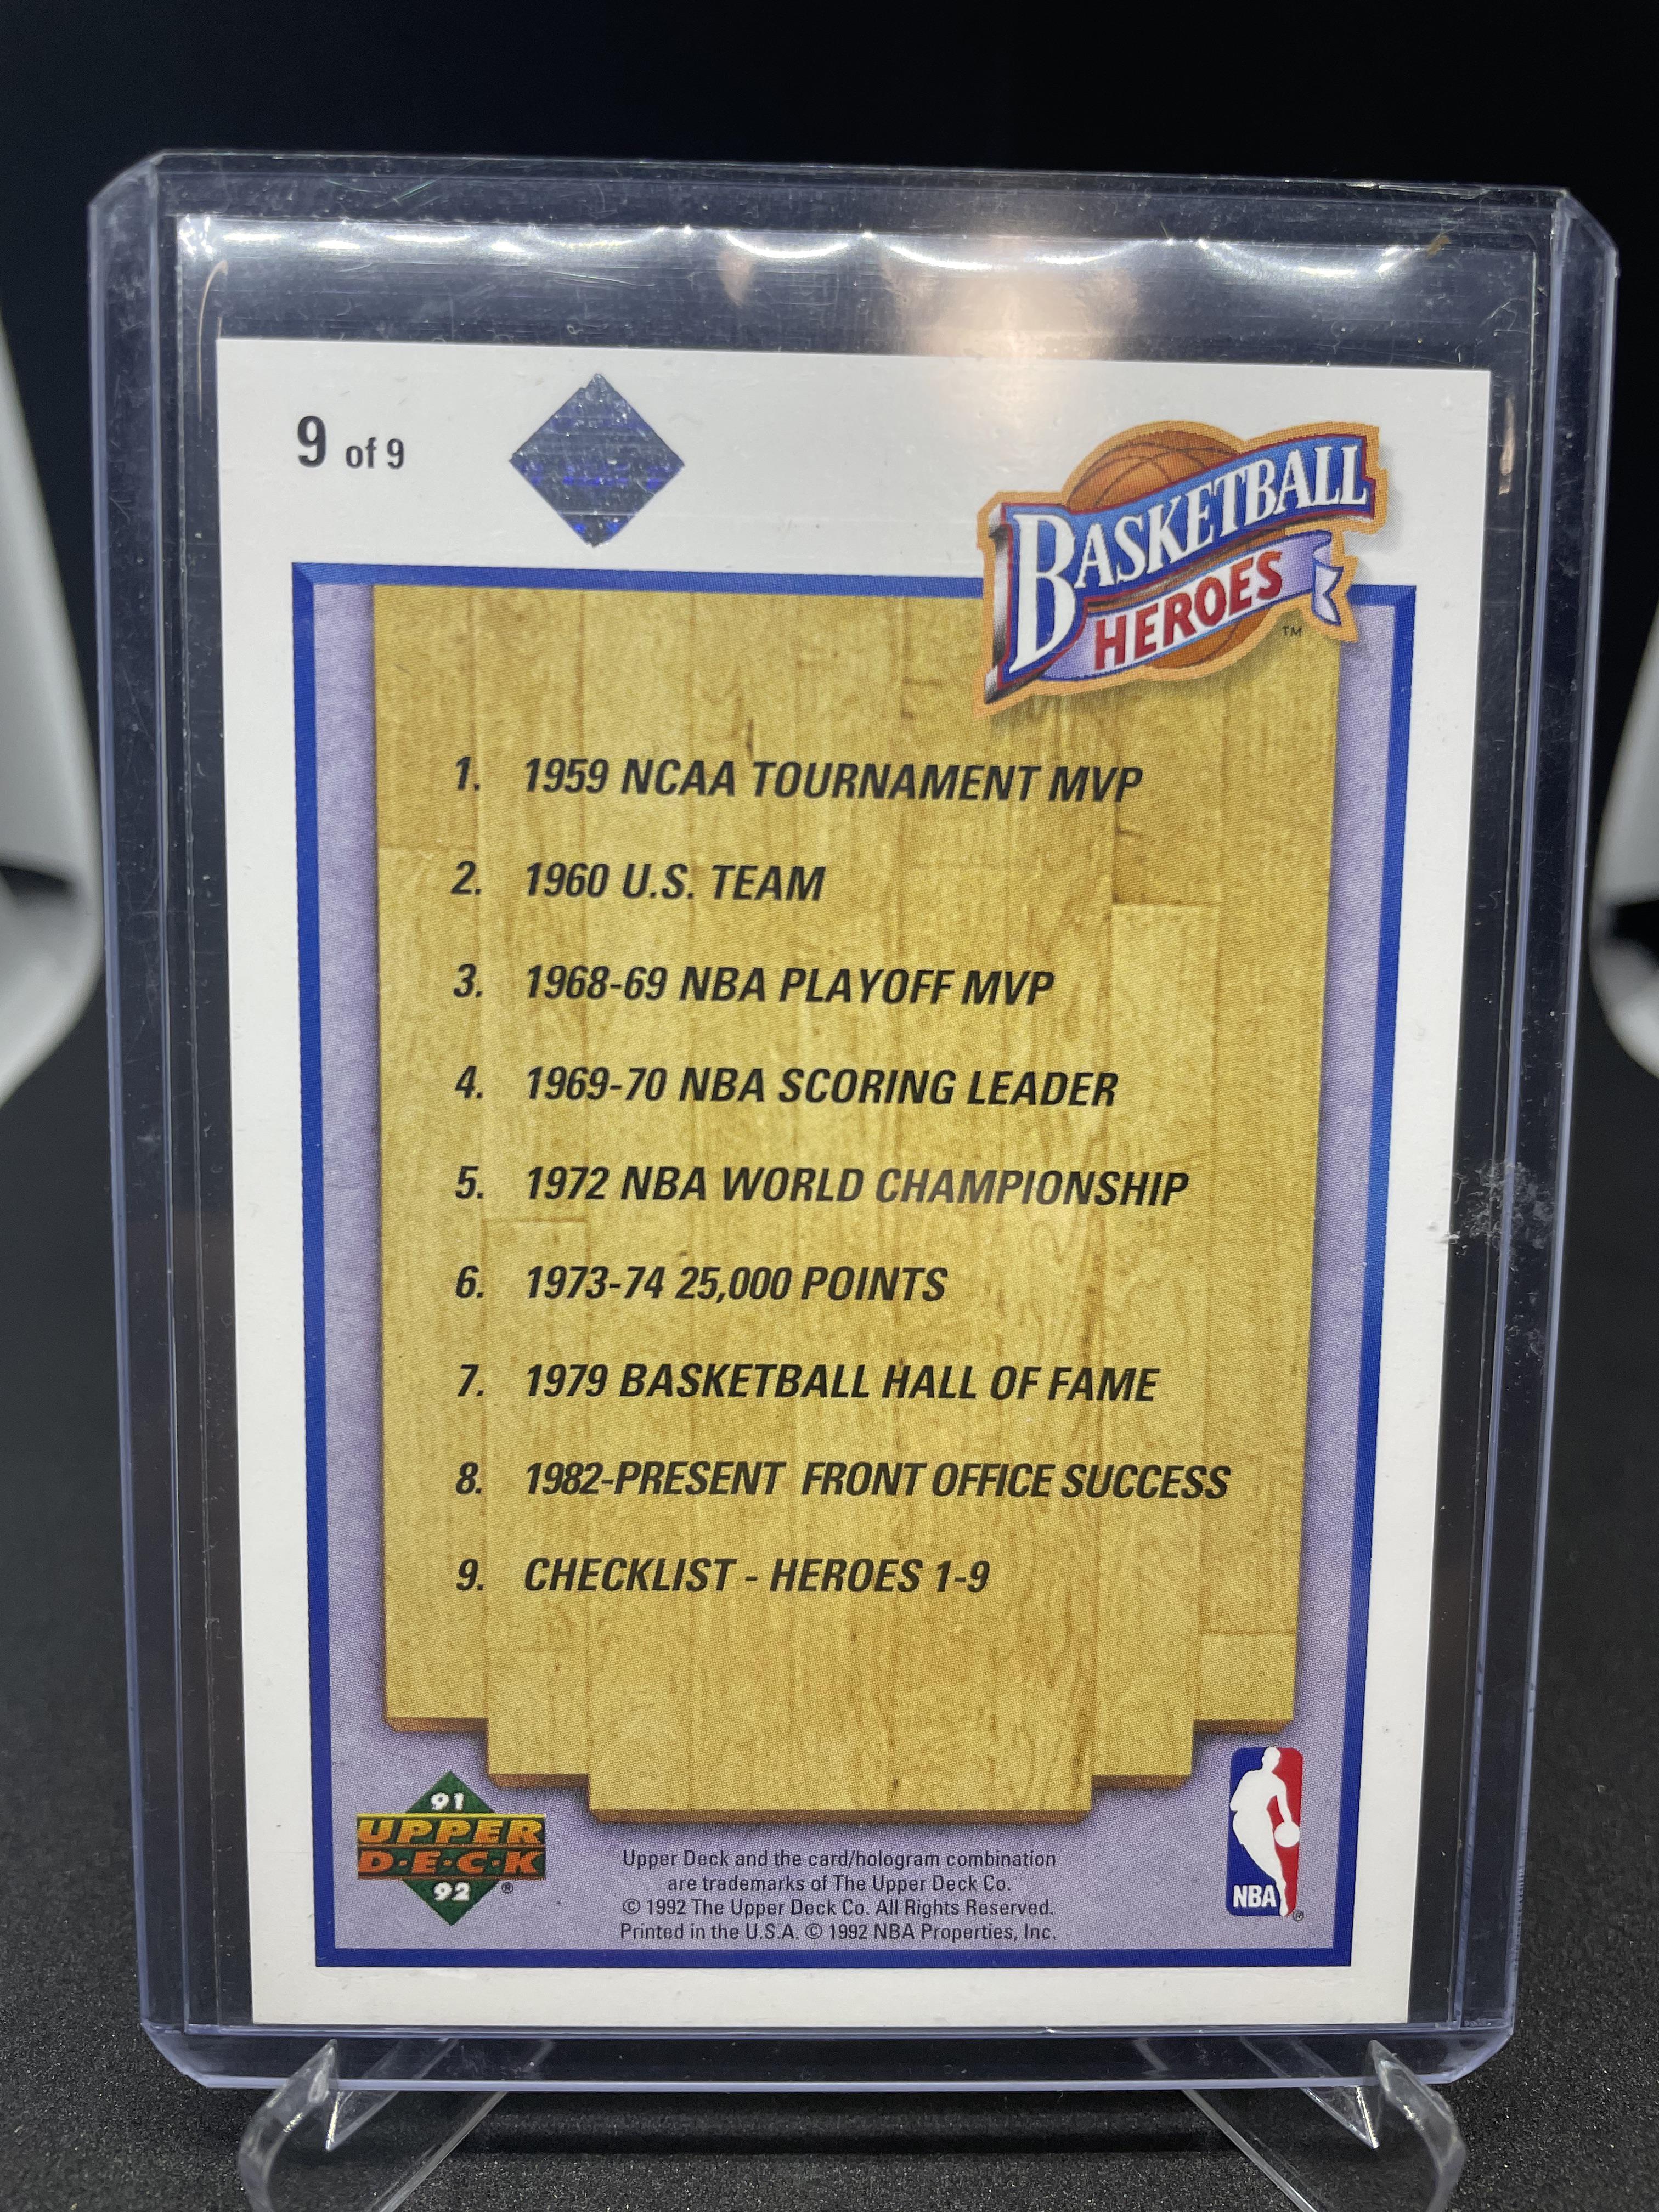 9 of 9
BASKETBALL
HEROES
TM
1. 1959 NCAA TOURNAMENT MVP
2. 1960 U.S. TEAM
3. 1968-69 NBA PLAYOFF MVP
4. 1969-70 NBA SCORING LEADER
5. 1972 NBA WORLD CHAMPIONSHIP
6. 1973-74 25,000 POINTS
7. 1979 BASKETBALL HALL OF FAME
8. 1982-PRESENT FRONT OFFICE SUCCESS
9. CHECKLIST - HEROES 1-9
91
UPPER
D·E·C·K
92 ®
Upper Deck and the card/hologram combination
are trademarks of The Upper Deck Co.
© 1992 The Upper Deck Co. All Rights Reserved.
Printed in the U.S.A. © 1992 NBA Properties, Inc.
NBA ®